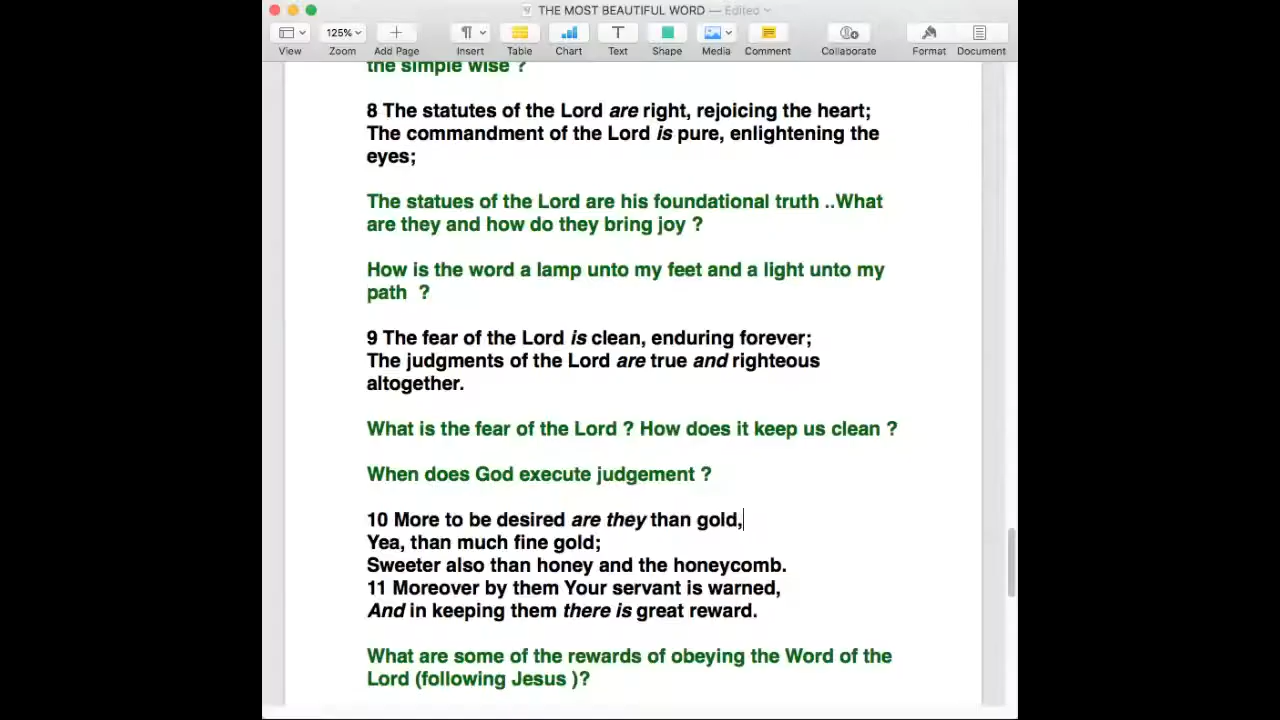 THE MOST BEAUTIFUL WORD — Edited
125%
View Zoom Add Page Insert Table Chart Text Shape Media Comment Collaborate Format Document
the simple wise ?
8 The statutes of the Lord are right, rejoicing the heart;
The commandment of the Lord is pure, enlightening the
eyes;
The statues of the Lord are his foundational truth ..What
are they and how do they bring joy ?
How is the word a lamp unto my feet and a light unto my
path ?
9 The fear of the Lord is clean, enduring forever;
The judgments of the Lord are true and righteous
altogether.
What is the fear of the Lord ? How does it keep us clean ?
When does God execute judgement ?
10 More to be desired are they than gold,
Yea, than much fine gold;
Sweeter also than honey and the honeycomb.
11 Moreover by them Your servant is warned,
And in keeping them there is great reward.
What are some of the rewards of obeying the Word of the
Lord (following Jesus )?